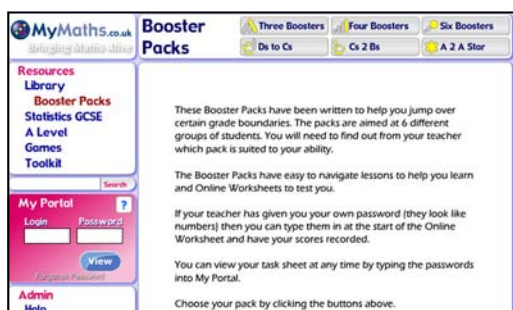 MyMaths.co.uk
Bringing Maths Alive
Booster
Packs
Three Boosters
Four Boosters
Six Boosters
Ds to Cs
Cs 2 Bs
A 2 A Star
Resources
Library
Booster Packs
Statistics GCSE
A Level
Games
Toolkit
Search
My Portal
?
Login Password
View
Forgotten Password
Admin
Help
These Booster Packs have been written to help you jump over
certain grade boundaries. The packs are aimed at 6 different
groups of students. You will need to find out from your teacher
which pack is suited to your ability.
The Booster Packs have easy to navigate lessons to help you learn
and Online Worksheets to test you.
If your teacher has given you your own password (they look like
numbers) then you can type them in at the start of the Online
Worksheet and have your scores recorded.
You can view your task sheet at any time by typing the passwords
into My Portal.
Choose your pack by clicking the buttons above.